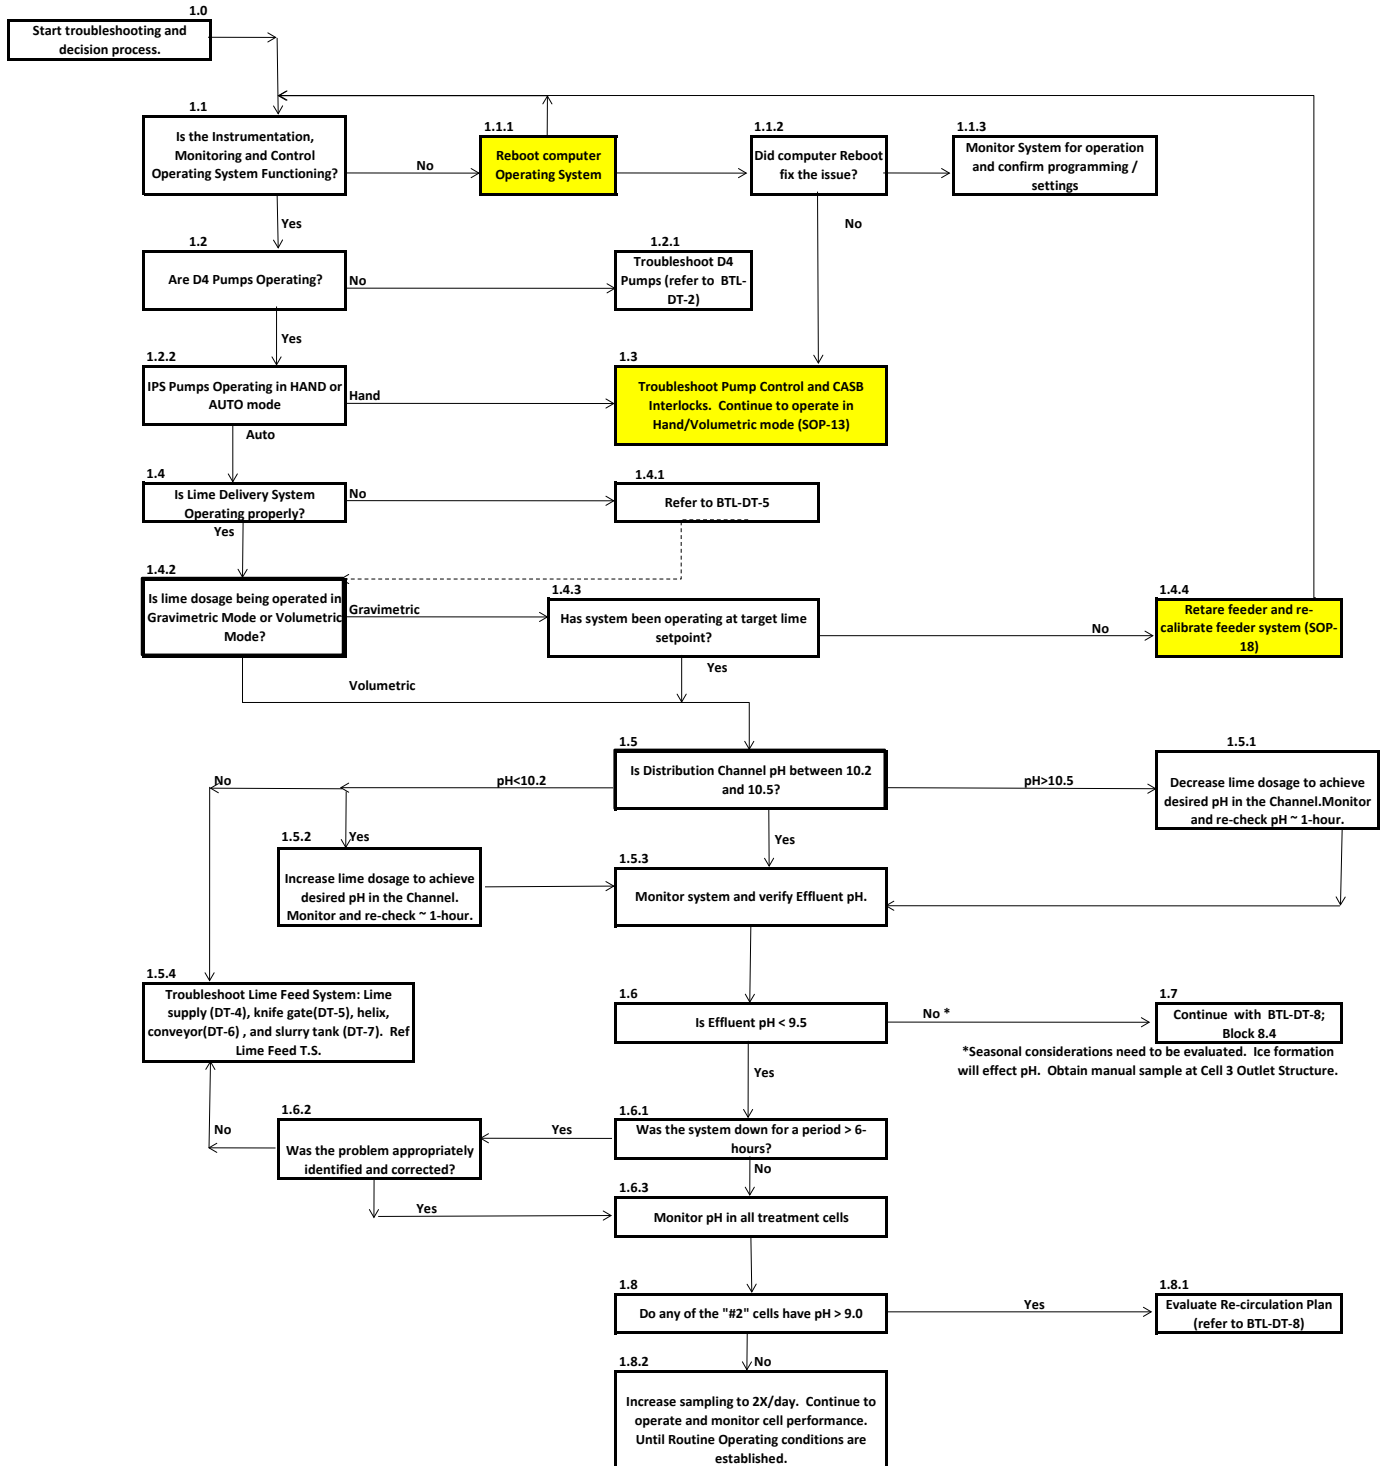 1.0
Start troubleshooting and
decision process.
1.1
Is the Instrumentation,
Monitoring and Control
Operating System Functioning?
No
1.1.1
Reboot computer
Operating System
1.1.2
Did computer Reboot
fix the issue?
1.1.3
Monitor System for operation
and confirm programming /
settings
Yes
No
1.2
Are D4 Pumps Operating?
No
1.2.1
Troubleshoot D4
Pumps (refer to BTL-
DT-2)
Yes
1.2.2
IPS Pumps Operating in HAND or
AUTO mode
Hand
1.3
Troubleshoot Pump Control and CASB
Interlocks. Continue to operate in
Hand/Volumetric mode (SOP-13)
Auto
1.4
Is Lime Delivery System
Operating properly?
No
1.4.1
Refer to BTL-DT-5
Yes
1.4.2
Is lime dosage being operated in
Gravimetric Mode or Volumetric
Mode?
Gravimetric
1.4.3
Has system been operating at target lime
setpoint?
No
1.4.4
Retare feeder and re-
calibrate feeder system (SOP-
18)
Yes
Volumetric
1.5
Is Distribution Channel pH between 10.2
and 10.5?
No
pH<10.2
pH>10.5
1.5.1
Decrease lime dosage to achieve
desired pH in the Channel.Monitor
and re-check pH ~ 1-hour.
Yes
Yes
1.5.2
Increase lime dosage to achieve
desired pH in the Channel.
Monitor and re-check ~ 1-hour.
1.5.3
Monitor system and verify Effluent pH.
1.5.4
Troubleshoot Lime Feed System: Lime
supply (DT-4), knife gate(DT-5), helix,
conveyor(DT-6) , and slurry tank (DT-7). Ref
Lime Feed T.S.
1.6
Is Effluent pH < 9.5
No *
1.7
Continue with BTL-DT-8;
Block 8.4
*Seasonal considerations need to be evaluated. Ice formation
will effect pH. Obtain manual sample at Cell 3 Outlet Structure.
Yes
1.6.1
Was the system down for a period > 6-
hours?
Yes
No
1.6.2
Was the problem appropriately
identified and corrected?
No
Yes
1.6.3
Monitor pH in all treatment cells
1.8
Do any of the "#2" cells have pH > 9.0
Yes
1.8.1
Evaluate Re-circulation Plan
(refer to BTL-DT-8)
No
1.8.2
Increase sampling to 2X/day. Continue to
operate and monitor cell performance.
Until Routine Operating conditions are
established.